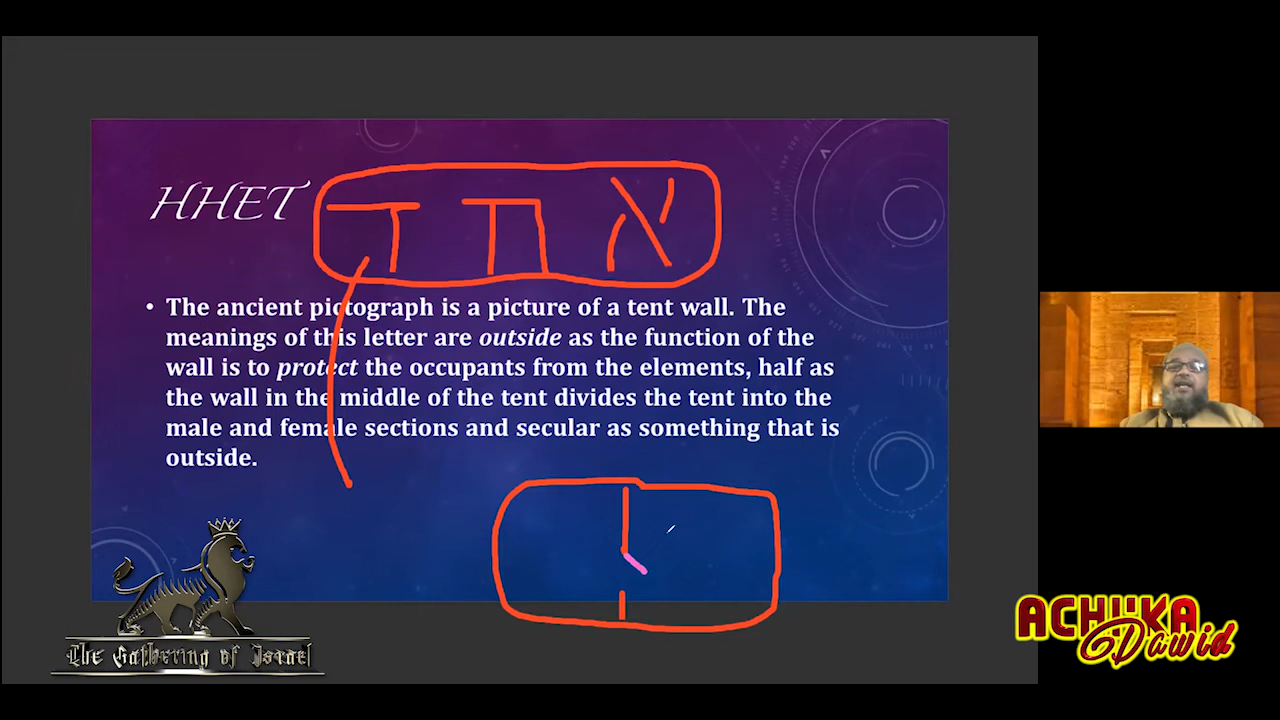 HHET
אחד
• The ancient pictograph is a picture of a tent wall. The
meanings of this letter are outside as the function of the
wall is to protect the occupants from the elements, half as
the wall in the middle of the tent divides the tent into the
male and female sections and secular as something that is
outside.
The Gathering of Israel
ACHUKA
Dawid